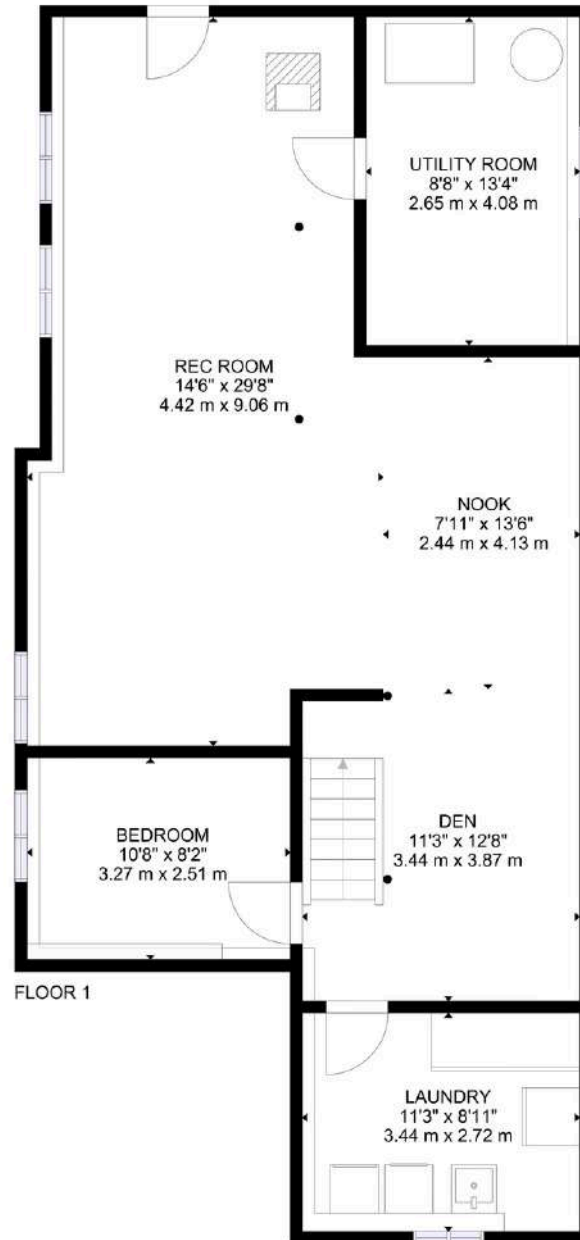 UTILITY ROOM
8'8" x 13'4"
2.65 m x 4.08 m
REC ROOM
14'6" x 29'8"
4.42 m x 9.06 m
NOOK
7'11" x 13'6"
2.44 m x 4.13 m
BEDROOM
10'8" x 8'2"
3.27 m x 2.51 m
DEN
11'3" x 12'8"
3.44 m x 3.87 m
FLOOR 1
LAUNDRY
11'3" x 8'11"
3.44 m x 2.72 m